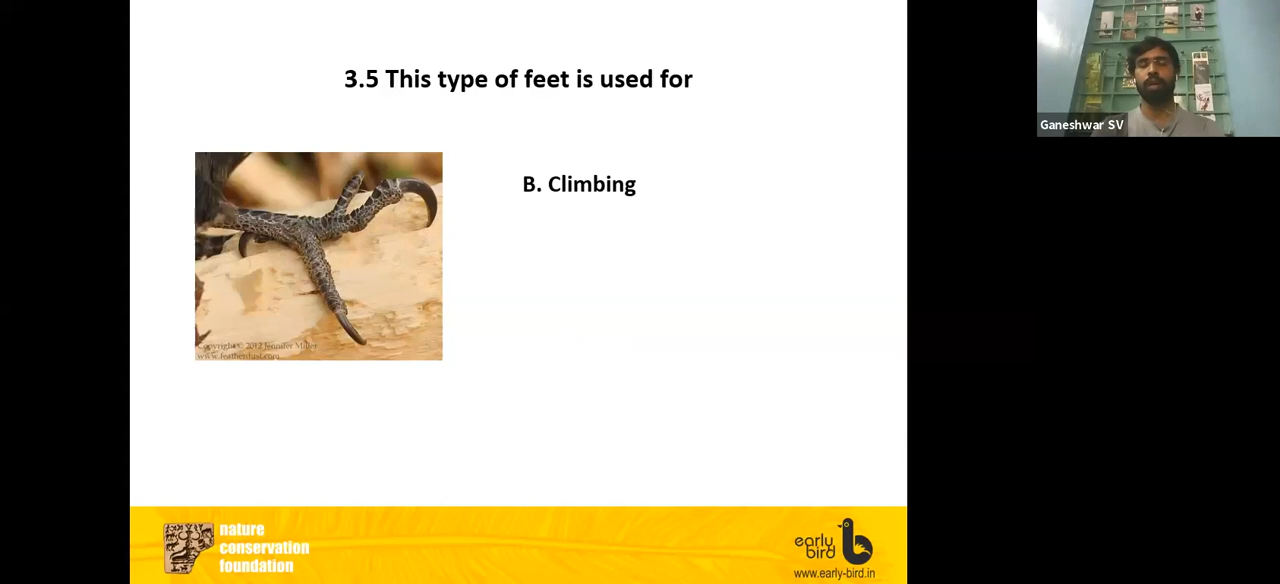 3.5 This type of feet is used for
Ganeshwar SV
B. Climbing
Copyright © 2012 Jennifer Miller
www.featherdust.com
nature
conservation
foundation
early
bird
www.early-bird.in